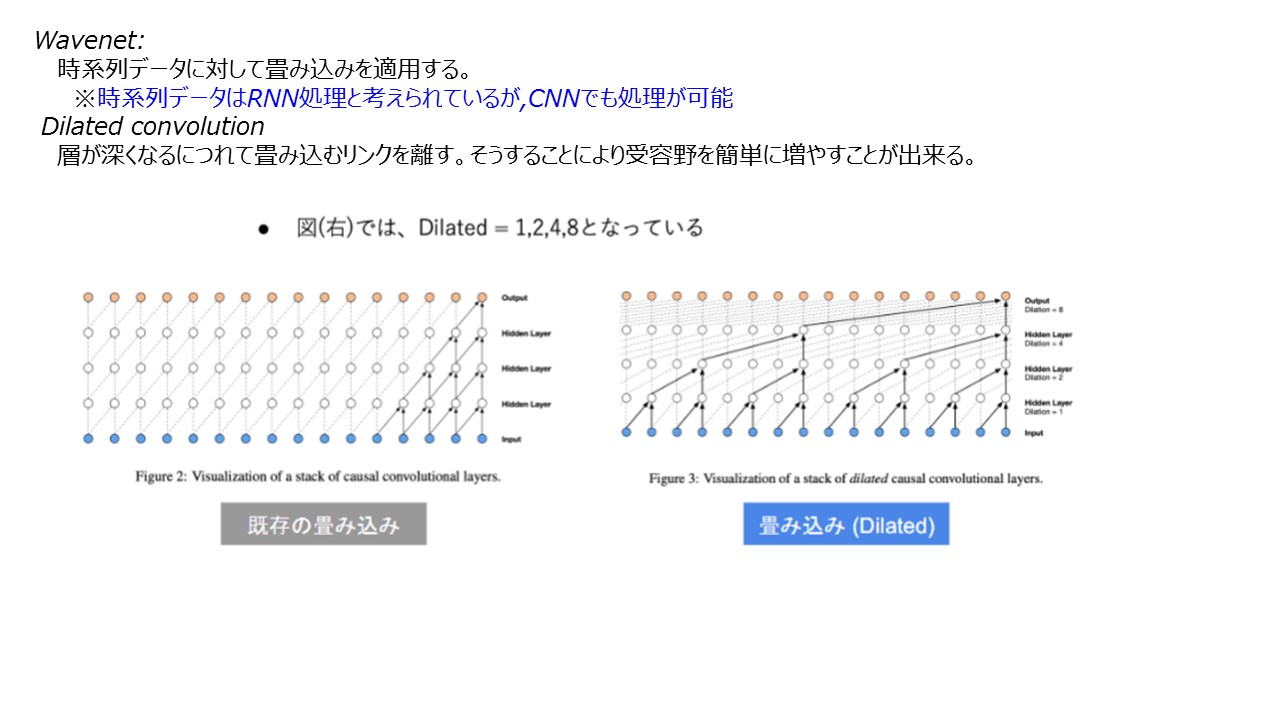 Wavenet:
時系列データに対して畳み込みを適用する。
※時系列データはRNN処理と考えられているが,CNNでも処理が可能
Dilated convolution
層が深くなるにつれて畳み込むリンクを離す。そうすることにより受容野を簡単に増やすことが出来る。
● 図(右)では、Dilated = 1,2,4,8となっている
Output
Hidden Layer
Hidden Layer
Hidden Layer
Input
Figure 2: Visualization of a stack of causal convolutional layers.
既存の畳み込み
Output
Dilation = 8
Hidden Layer
Dilation = 4
Hidden Layer
Dilation = 2
Hidden Layer
Dilation = 1
Input
Figure 3: Visualization of a stack of dilated causal convolutional layers.
畳み込み (Dilated)